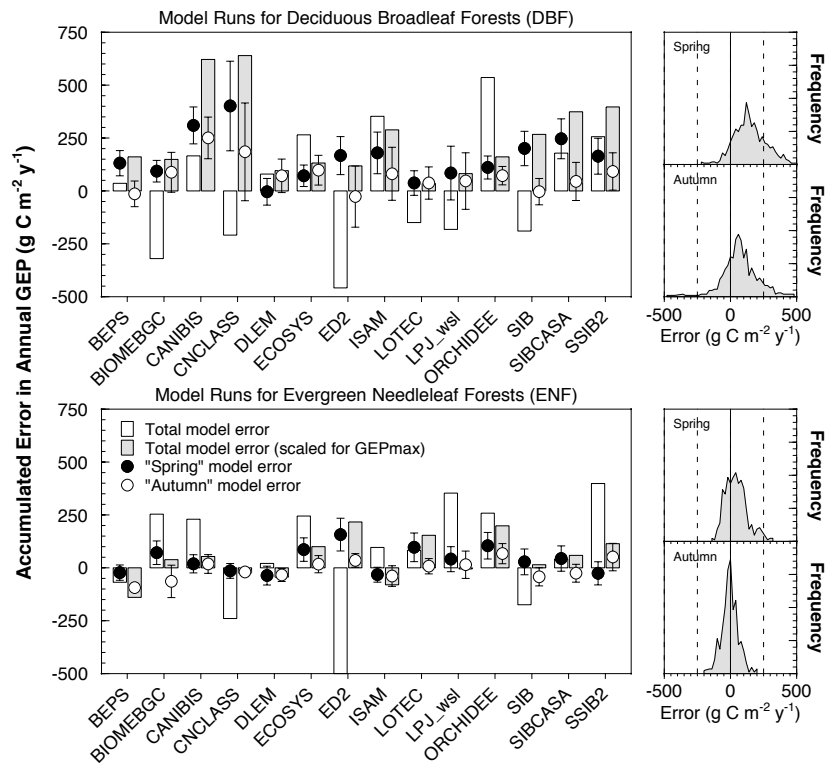 Model Runs for Deciduous Broadleaf Forests (DBF)
750
500
250
0
-250
-500
BEPS
BIOMEBGC
CANIBIS
CNCLASS
DLEM
ECOSYS
ED2
ISAM
LOTEC
LPJ_wsl
ORCHIDEE
SIB
SIBCASA
SSIB2
Spring
Frequency
Autumn
Frequency
-500 0 500
Error (g C m-2 y-1)
Accumulated Error in Annual GEP (g C m-2 y-1)
Model Runs for Evergreen Needleleaf Forests (ENF)
750
500
250
0
-250
-500
Total model error
Total model error (scaled for GEPmax)
"Spring" model error
"Autumn" model error
BEPS
BIOMEBGC
CANIBIS
CNCLASS
DLEM
ECOSYS
ED2
ISAM
LOTEC
LPJ_wsl
ORCHIDEE
SIB
SIBCASA
SSIB2
Spring
Frequency
Autumn
Frequency
-500 0 500
Error (g C m-2 y-1)